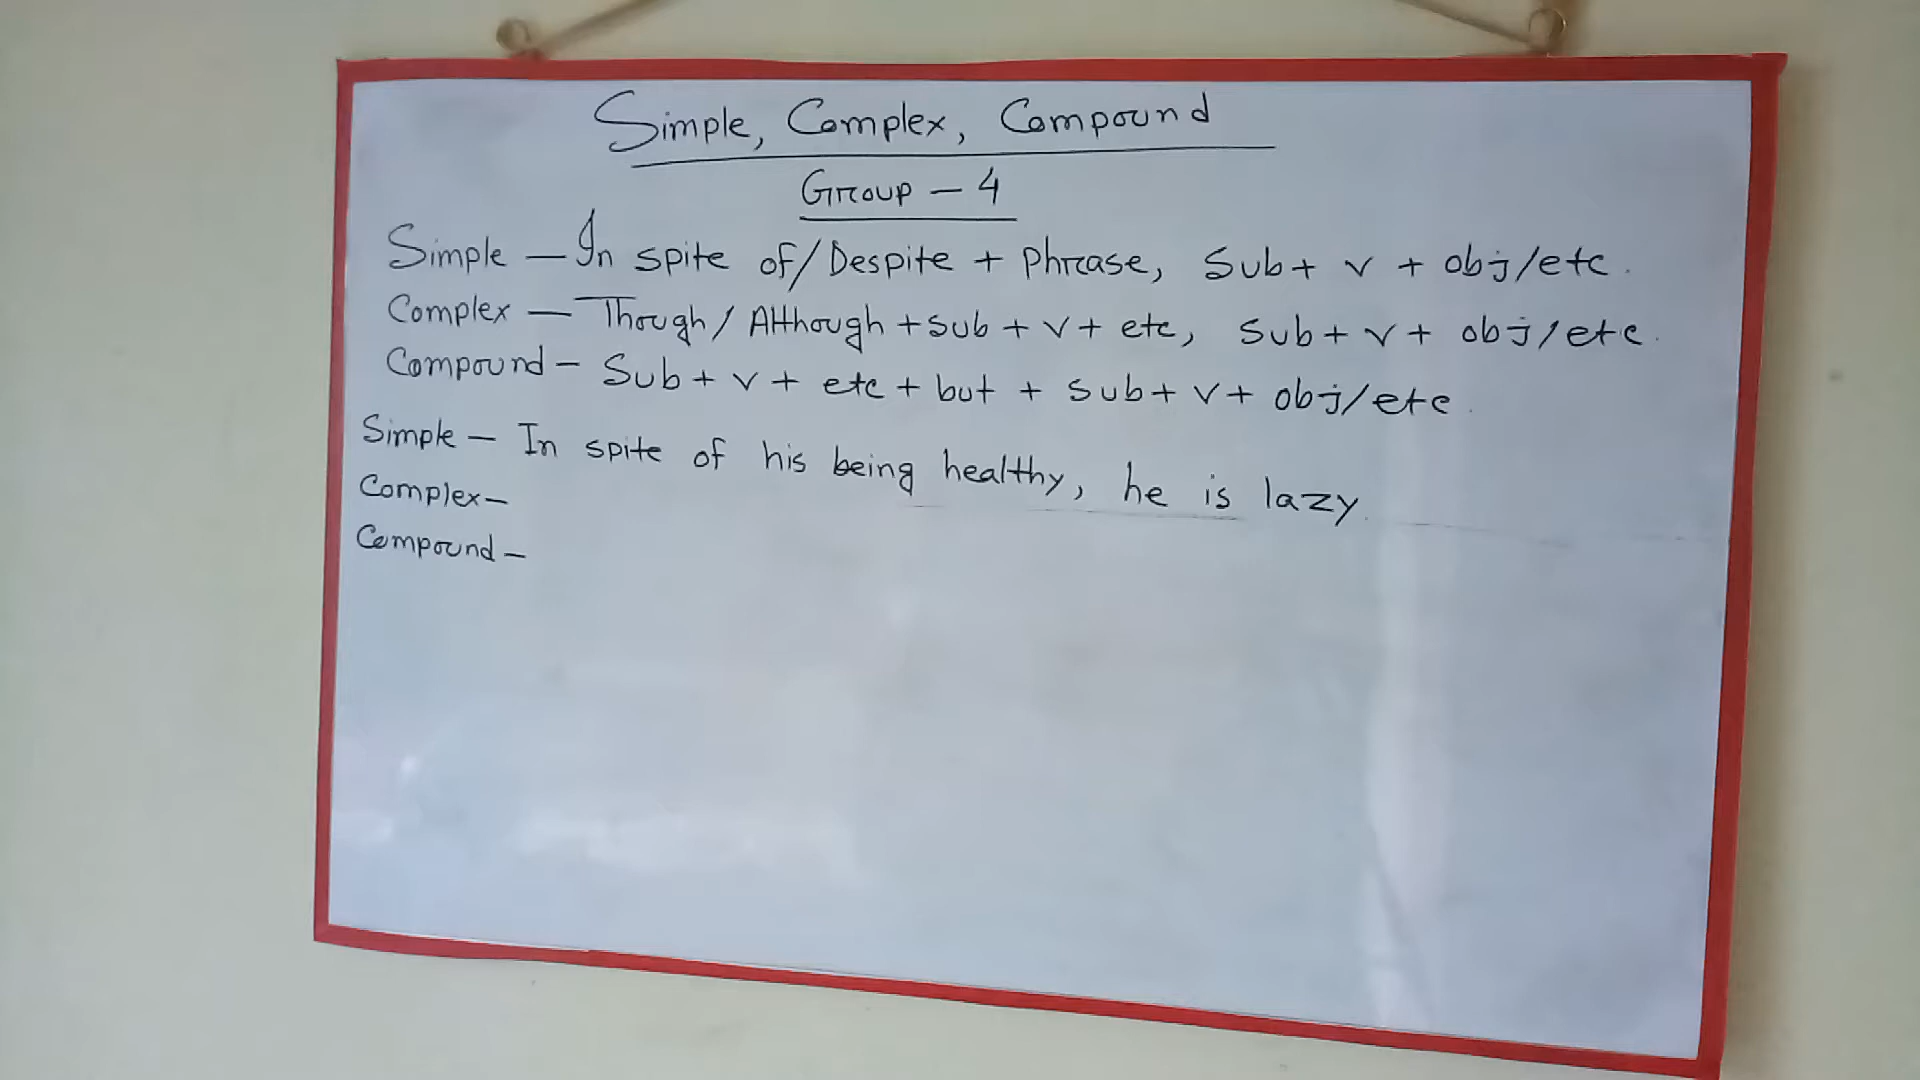 Simple, Complex, Compound
Group - 4
Simple - In spite of/Despite + Phrase, Sub + v + obj/etc.
Complex - Though/Although + sub + v + etc, Sub + v + obj/etc.
Compound - Sub + v + etc + but + sub + v + obj/etc.
Simple - In spite of his being healthy, he is lazy.
Complex -
Compound -